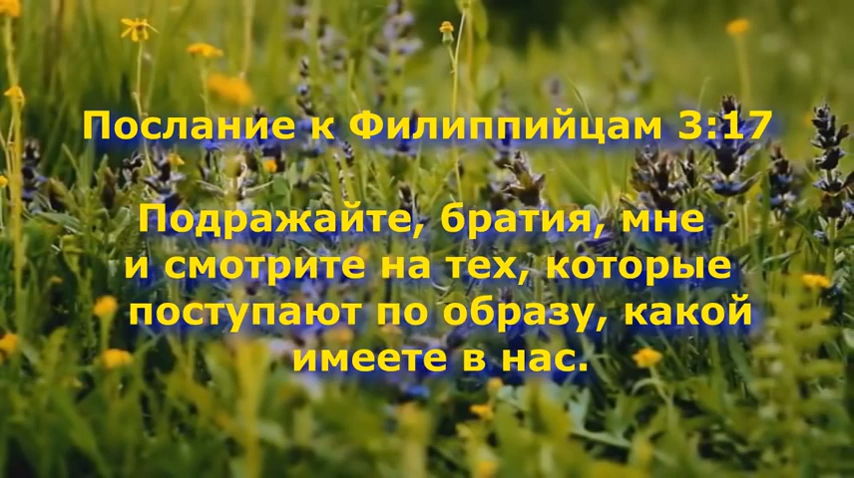 Послание к Филиппийцам 3:17
Подражайте, братия, мне
и смотрите на тех, которые
поступают по образу, какой
имеете в нас.